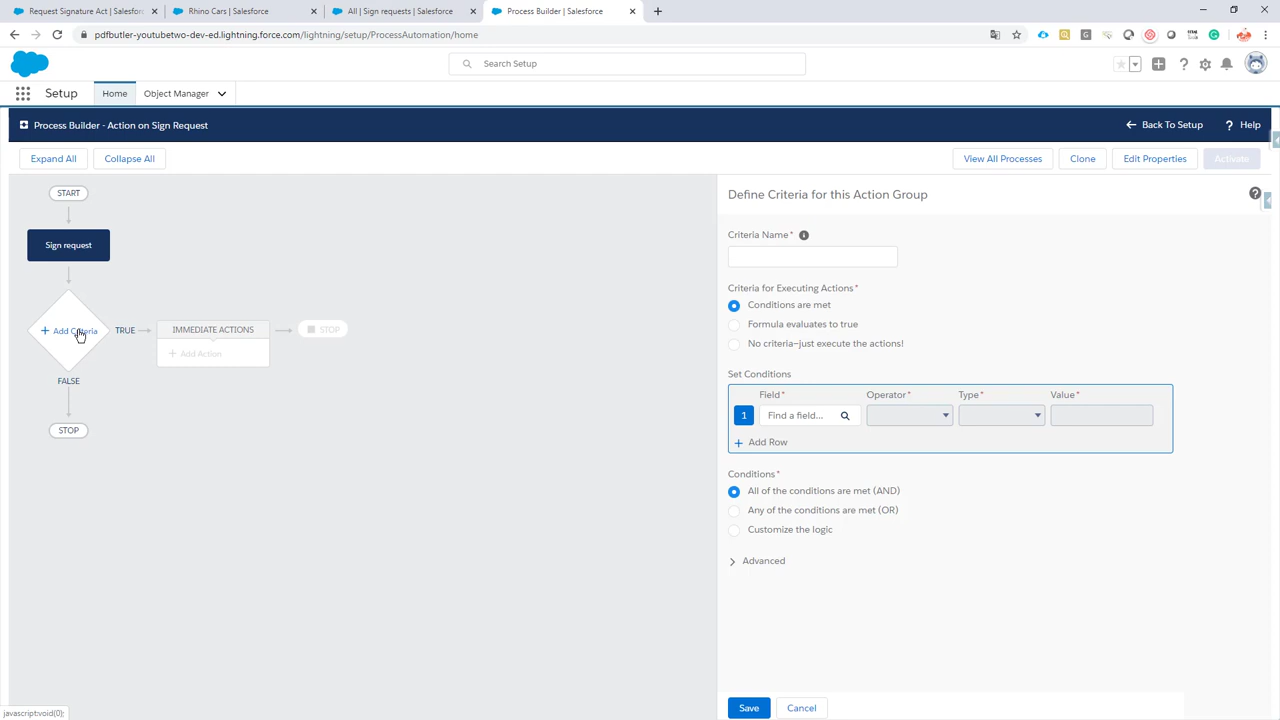 Request Signature Act | Salesfor
Rhino Cars | Salesforce
All | Sign requests | Salesforce
Process Builder | Salesforce
pdfbutler-youtubetwo-dev-ed.lightning.force.com/lightning/setup/ProcessAutomation/home
Search Setup
Setup
Home
Object Manager
Process Builder - Action on Sign Request
Back To Setup
? Help
Expand All
Collapse All
View All Processes
Clone
Edit Properties
Activate
START
Sign request
+ Add Criteria
TRUE
IMMEDIATE ACTIONS
+ Add Action
STOP
FALSE
STOP
Define Criteria for this Action Group
Criteria Name*
Criteria for Executing Actions*
Conditions are met
Formula evaluates to true
No criteria—just execute the actions!
Set Conditions
Field* Operator* Type* Value*
1 Find a field...
+ Add Row
Conditions*
All of the conditions are met (AND)
Any of the conditions are met (OR)
Customize the logic
Advanced
Save
Cancel
javascript:void(0);